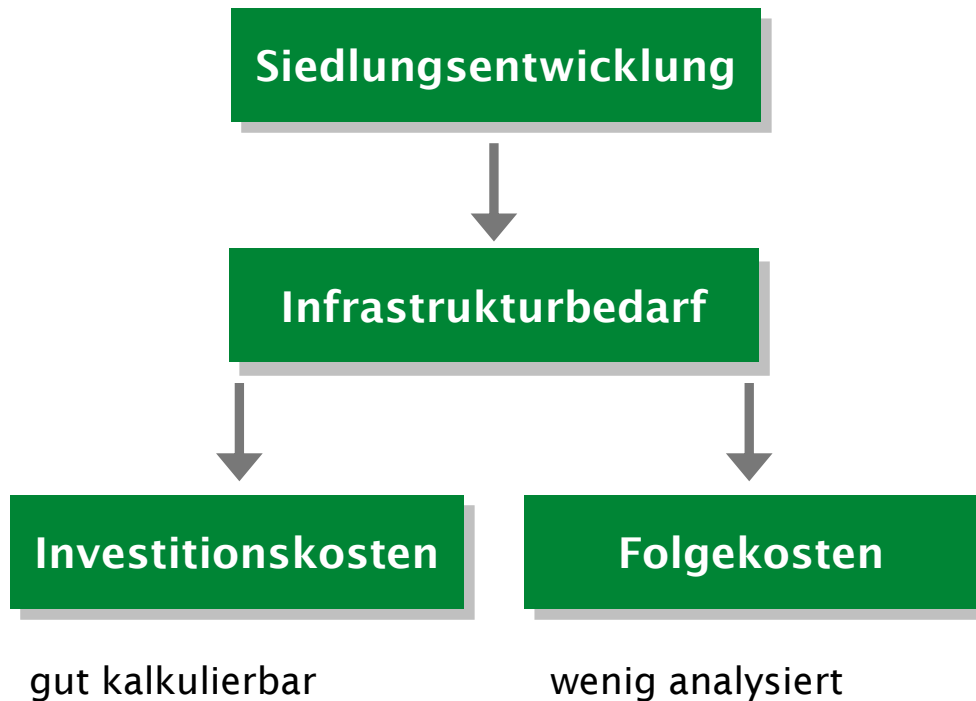 Siedlungsentwicklung
Infrastrukturbedarf
Investitionskosten
Folgekosten
gut kalkulierbar
wenig analysiert